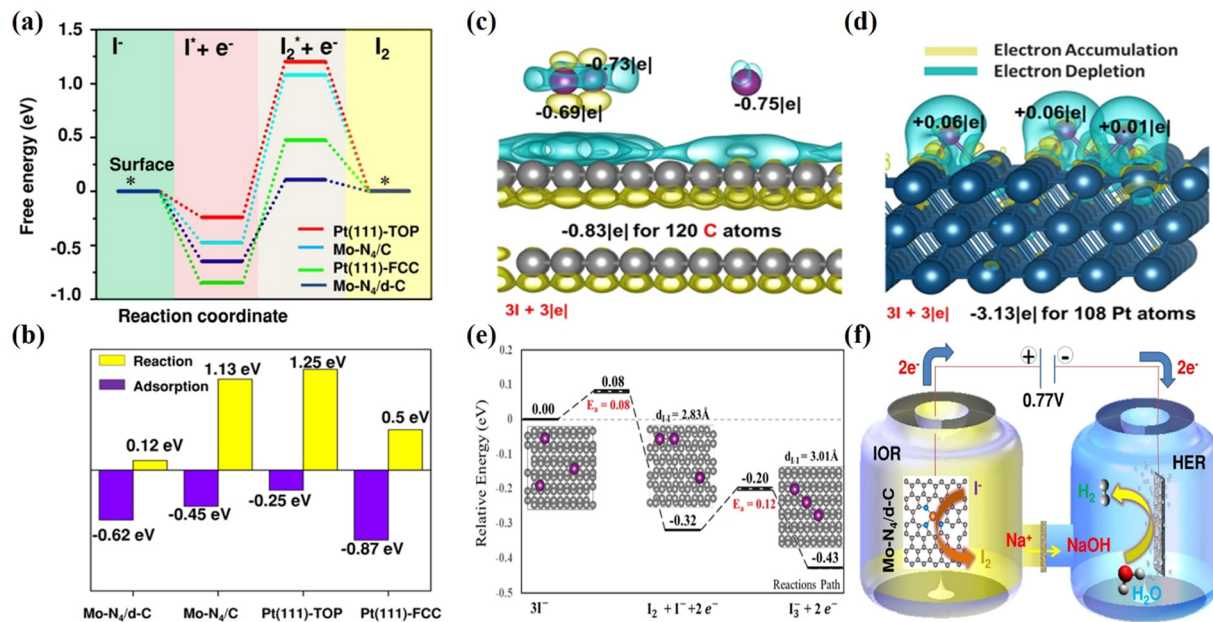 (a)
1.5
1.0
0.5
0
-0.5
-1.0
Free energy (eV)
I⁻
I* + e⁻
I₂* + e⁻
I₂
Surface
*
*
Pt(111)-TOP
Mo-N₄/C
Pt(111)-FCC
Mo-N₄/d-C
Reaction coordinate
(b)
Reaction
Adsorption
0.12 eV
1.13 eV
1.25 eV
0.5 eV
-0.62 eV
-0.45 eV
-0.25 eV
-0.87 eV
Mo-N₄/d-C
Mo-N₄/C
Pt(111)-TOP
Pt(111)-FCC
(c)
-0.73|e|
-0.69|e|
-0.75|e|
-0.83|e| for 120 C atoms
3I + 3|e|
(d)
Electron Accumulation
Electron Depletion
+0.06|e|
+0.06|e|
+0.01|e|
3I + 3|e|
-3.13|e| for 108 Pt atoms
(e)
0.2
0.1
0
-0.1
-0.2
-0.3
-0.4
-0.5
Relative Energy (eV)
0.00
0.08
Eₐ = 0.08
d_I-I = 2.83Å
-0.32
-0.20
Eₐ = 0.12
d_I-I = 3.01Å
-0.43
Reactions Path
3I⁻
I₂ + I⁻ +2 e⁻
I₃⁻ + 2 e⁻
(f)
2e⁻
+
-
2e⁻
0.77V
IOR
HER
Mo-N₄/d-C
I⁻
I₂
Na⁺
NaOH
H₂
H₂O